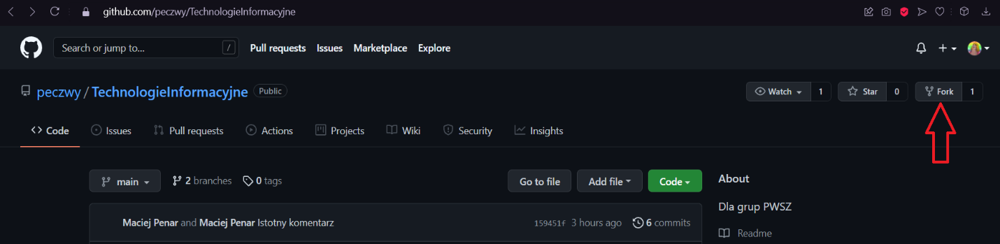 github.com/peczwy/TechnologieInformacyjne
Search or jump to... / Pull requests Issues Marketplace Explore
peczwy / TechnologieInformacyjne Public Watch 1 Star 0 Fork 1
Code Issues Pull requests Actions Projects Wiki Security Insights
main 2 branches 0 tags Go to file Add file Code
About
Dla grup PWSZ
Maciej Penar and Maciej Penar Istotny komentarz 159451f 3 hours ago 6 commits
Readme